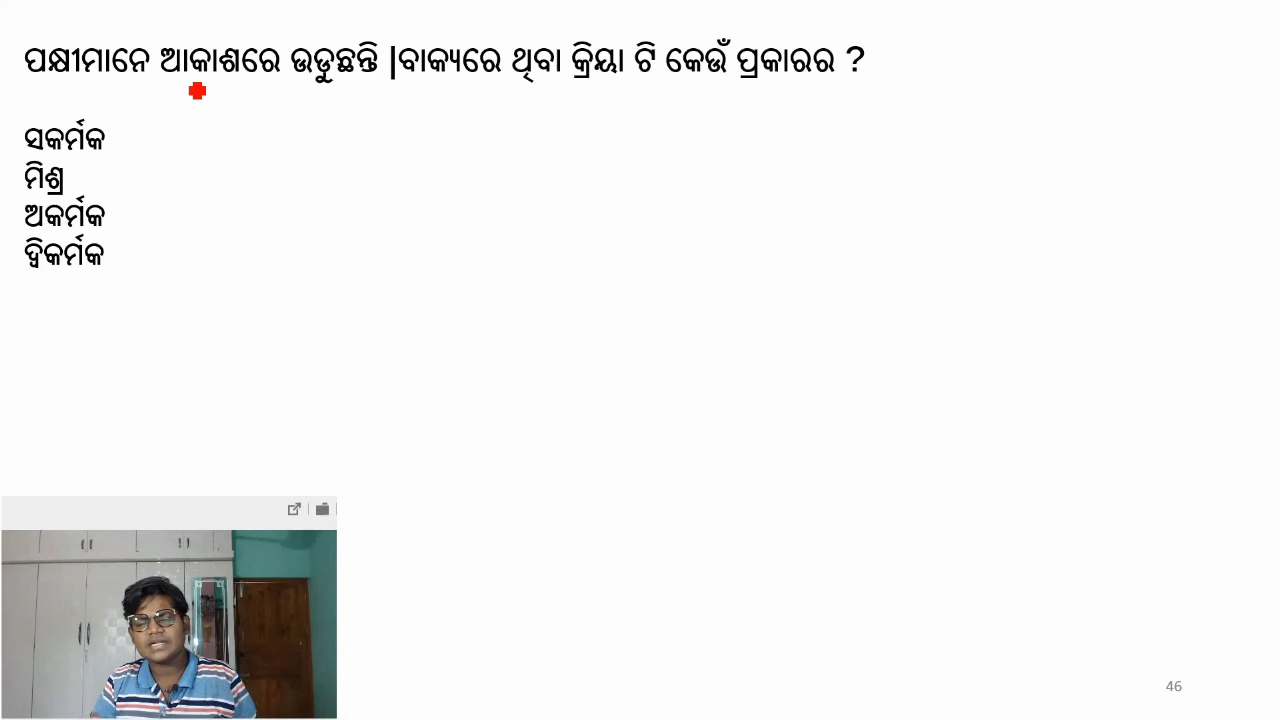 ପକ୍ଷୀମାନେ ଆକାଶରେ ଉଡୁଛନ୍ତି |ବାକ୍ୟରେ ଥିବା କ୍ରିୟା ଟି କେଉଁ ପ୍ରକାରର ?
ସକର୍ମକ
ମିଶ୍ର
ଅକର୍ମକ
ଦ୍ୱିକର୍ମକ
46